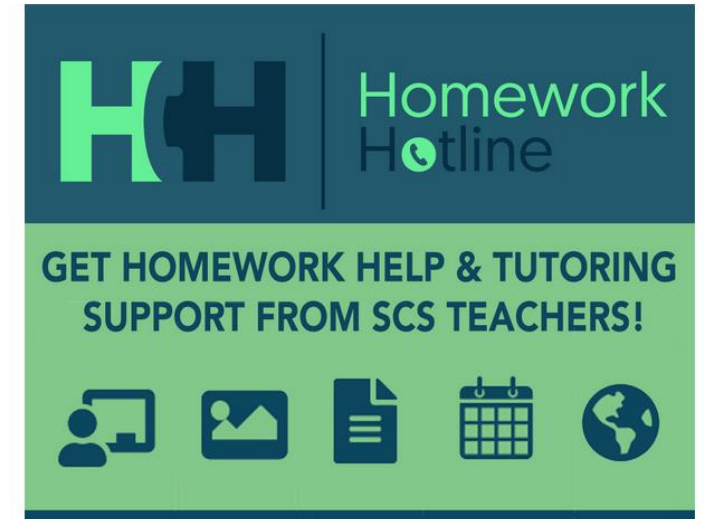 HH
Homework
Hotline
GET HOMEWORK HELP & TUTORING
SUPPORT FROM SCS TEACHERS!